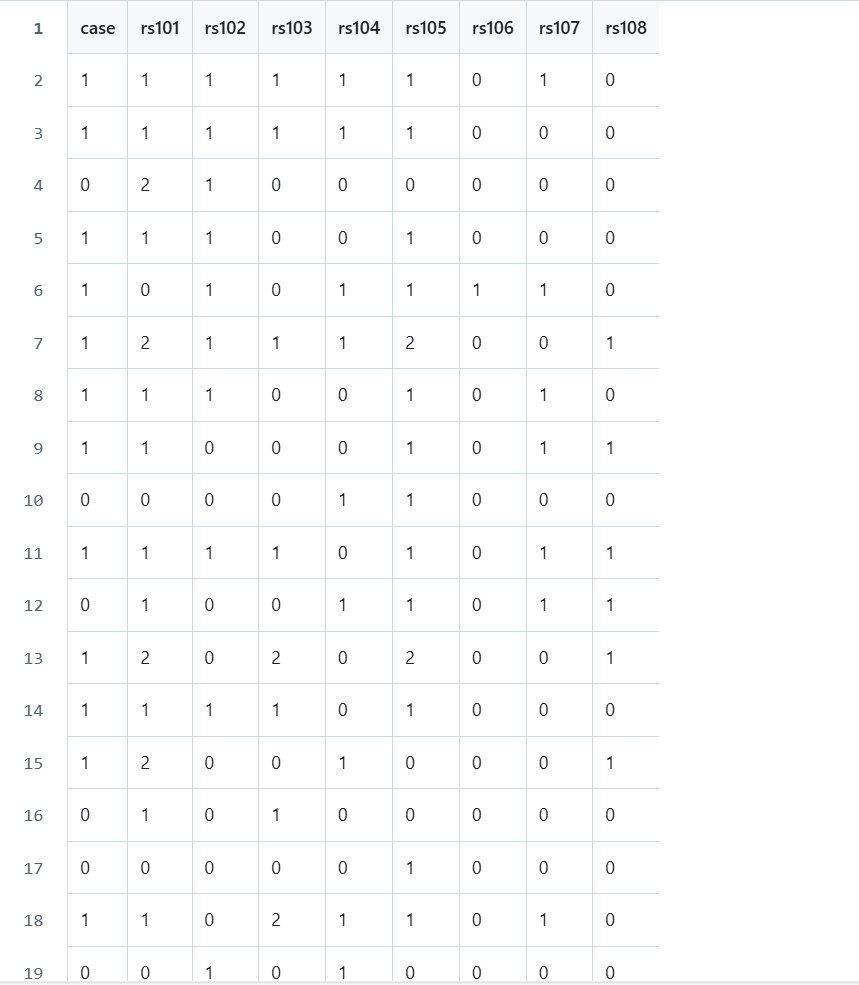 1 case rs101 rs102 rs103 rs104 rs105 rs106 rs107 rs108
2 1 1 1 1 1 1 0 1 0
3 1 1 1 1 1 1 0 0 0
4 0 2 1 0 0 0 0 0 0
5 1 1 1 0 0 1 0 0 0
6 1 0 1 0 1 1 1 1 0
7 1 2 1 1 1 2 0 0 1
8 1 1 1 0 0 1 0 1 0
9 1 1 0 0 0 1 0 1 1
10 0 0 0 0 1 1 0 0 0
11 1 1 1 1 0 1 0 1 1
12 0 1 0 0 1 1 0 1 1
13 1 2 0 2 0 2 0 0 1
14 1 1 1 1 0 1 0 0 0
15 1 2 0 0 1 0 0 0 1
16 0 1 0 1 0 0 0 0 0
17 0 0 0 0 0 1 0 0 0
18 1 1 0 2 1 1 0 1 0
19 0 0 1 0 1 0 0 0 0